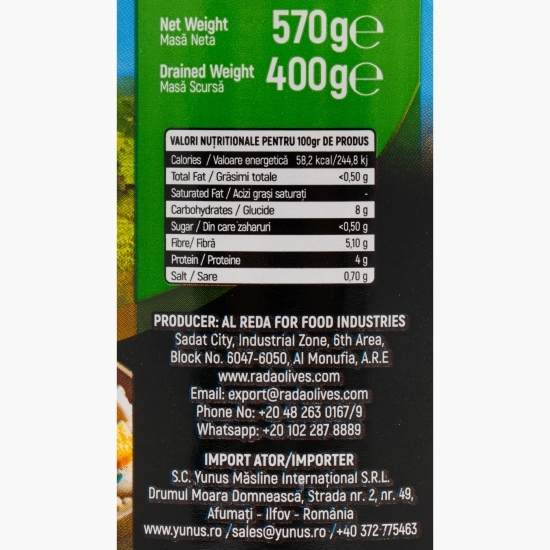 Net Weight 570g℮
Masă Neta
Drained Weight 400g℮
Masă Scursă
VALORI NUȚRITIONALE PENTRU 100gr DE PRODUS
Calories / Valoare energetică 58,2 kcal/244,8 kj
Total Fat / Grăsimi totale <0,50 g
Saturated Fat / Acizi grași saturați -
Carbohydrates / Glucide 8 g
Sugar / Din care zaharuri <0,50 g
Fibre/ Fibră 5,10 g
Protein / Proteine 4 g
Salt / Sare 0,70 g
PRODUCER: AL REDA FOR FOOD INDUSTRIES
Sadat City, Industrial Zone, 6th Area,
Block No. 6047-6050, Al Monufia, A.R.E
www.radaolives.com
Email: export@radaolives.com
Phone No: +20 48 263 0167/9
Whatsapp: +20 102 287 8889
IMPORT ATOR/IMPORTER
S.C. Yunus Măsline Internațional S.R.L.
Drumul Moara Domnească, Strada nr. 2, nr. 49,
Afumați - Ilfov - România
www.yunus.ro /sales@yunus.ro /+40 372 775463